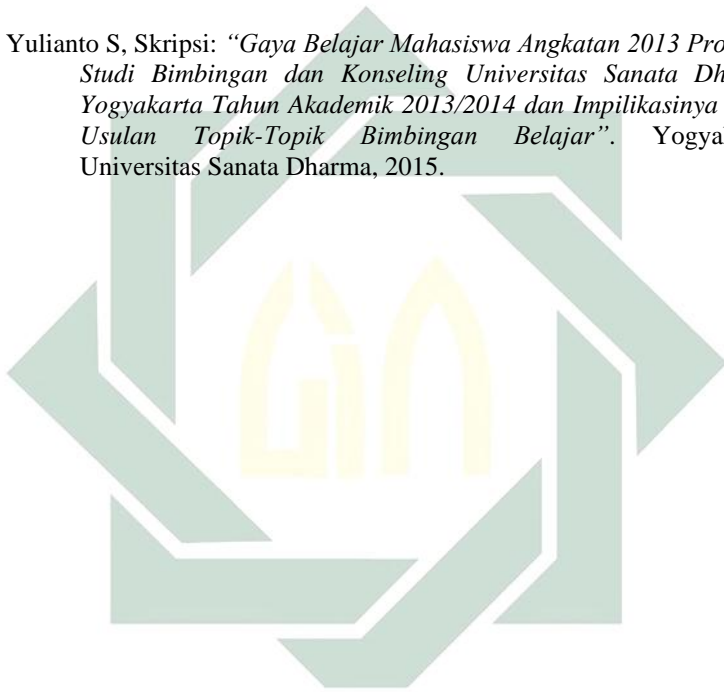 Yulianto S, Skripsi: “Gaya Belajar Mahasiswa Angkatan 2013 Pro
Studi Bimbingan dan Konseling Universitas Sanata Dh
Yogyakarta Tahun Akademik 2013/2014 dan Impilikasinya
Usulan Topik-Topik Bimbingan Belajar”. Yogya
Universitas Sanata Dharma, 2015.